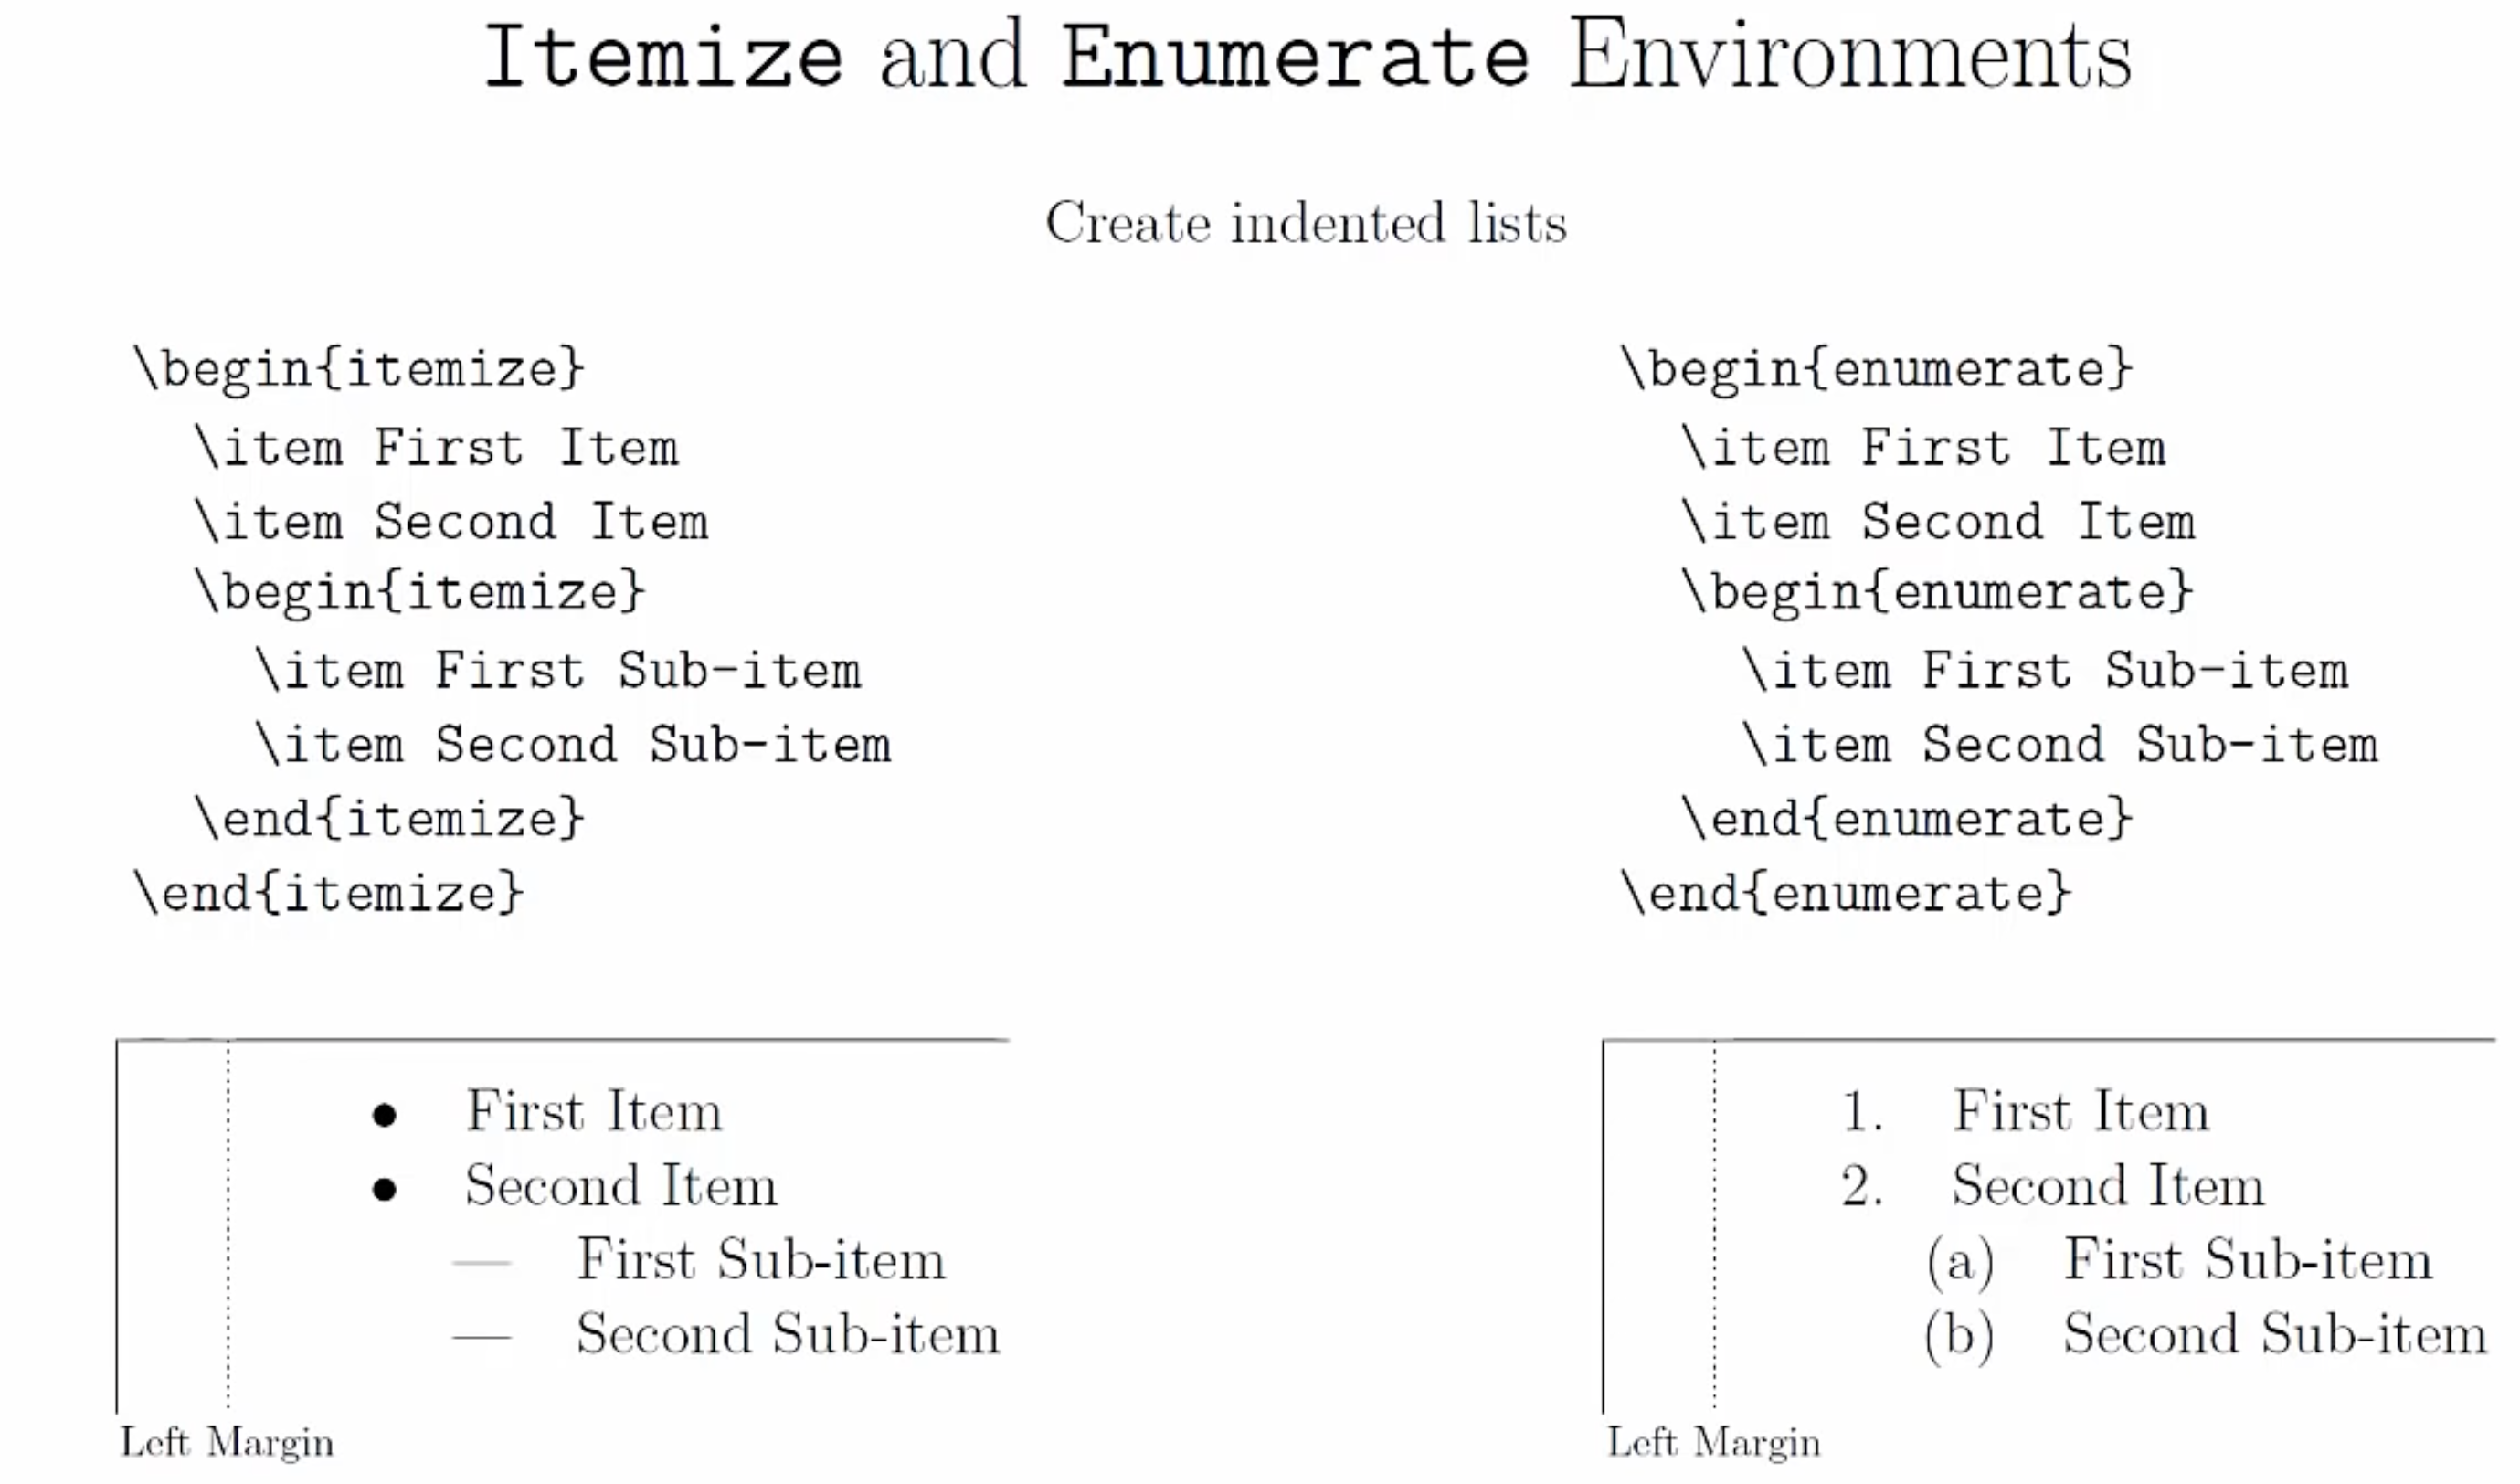 Itemize and Enumerate Environments
Create indented lists
\begin{itemize}
\item First Item
\item Second Item
\begin{itemize}
\item First Sub-item
\item Second Sub-item
\end{itemize}
\end{itemize}
• First Item
• Second Item
— First Sub-item
— Second Sub-item
Left Margin
\begin{enumerate}
\item First Item
\item Second Item
\begin{enumerate}
\item First Sub-item
\item Second Sub-item
\end{enumerate}
\end{enumerate}
1. First Item
2. Second Item
(a) First Sub-item
(b) Second Sub-item
Left Margin